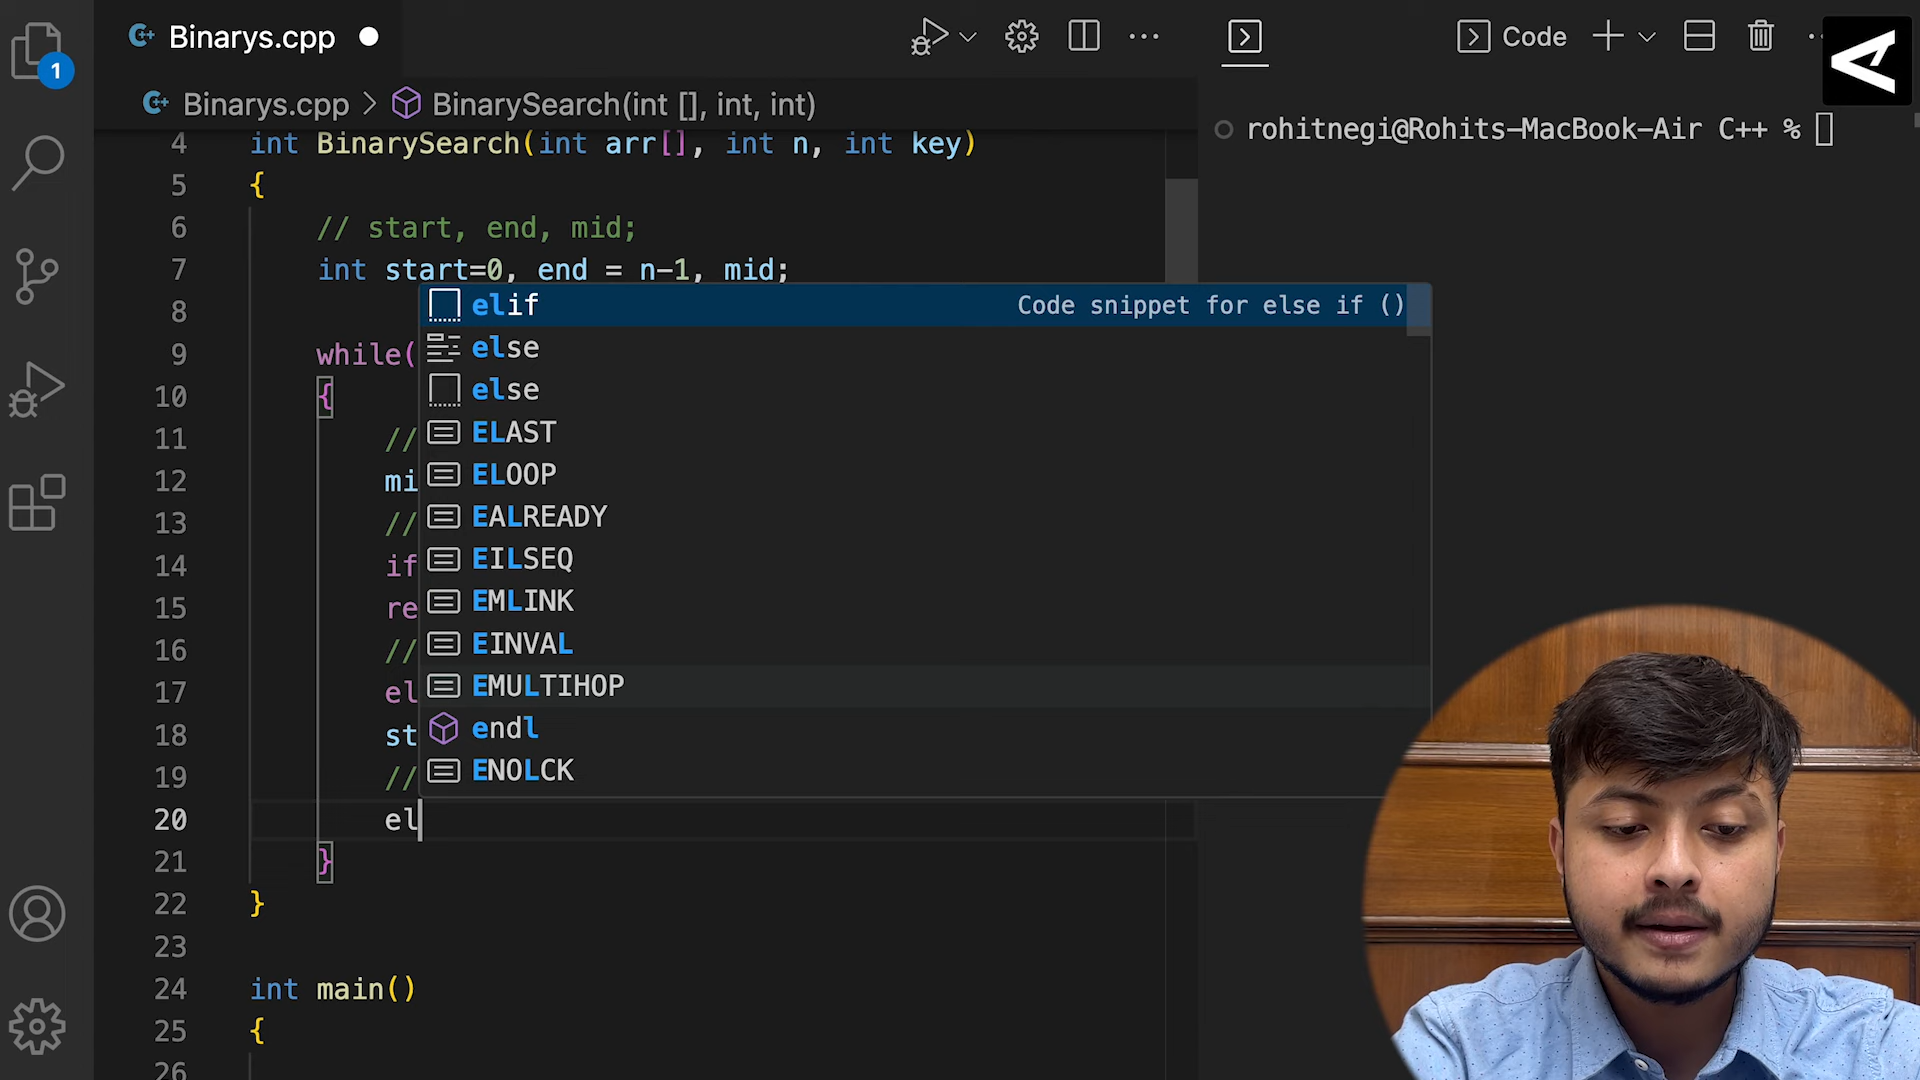 1
Binarys.cpp
Code
Binarys.cpp > BinarySearch(int [], int, int)
rohitnegi@Rohits-MacBook-Air C++ %
4 int BinarySearch(int arr[], int n, int key)
5 {
6 // start, end, mid;
7 int start=0, end = n-1, mid;
8
elif Code snippet for else if ()
9 while(
else
10 {
else
11 //
ELAST
12 mi
ELOOP
13 //
EALREADY
14 if
EILSEQ
15 re
EMLINK
16 //
EINVAL
17 el
EMULTIHOP
18 st
endl
19 //
ENOLCK
20 el
21 }
22 }
23
24 int main()
25 {
26